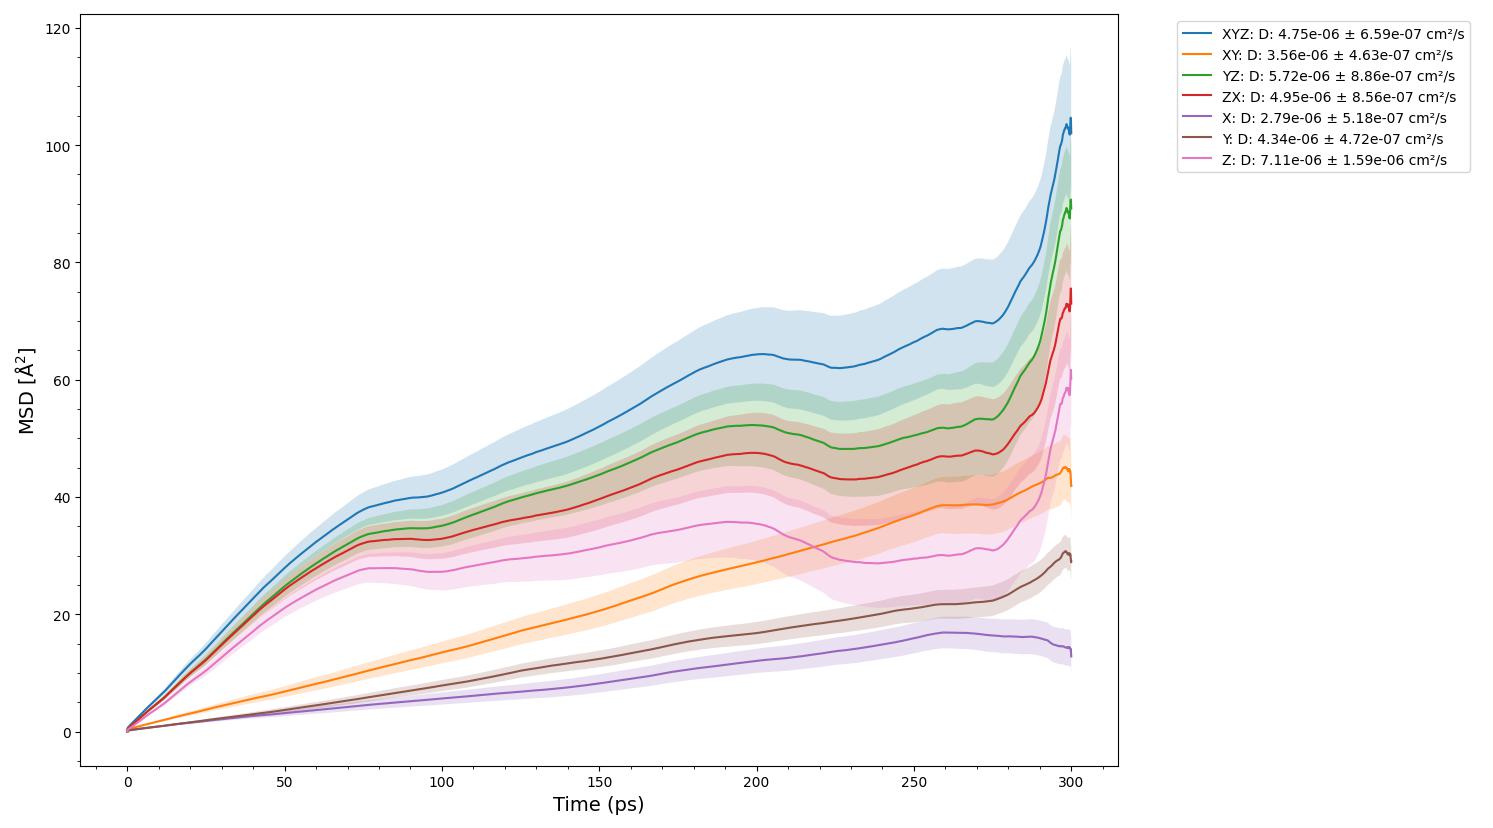 120
100
80
60
40
20
0
MSD [Å²]
0 50 100 150 200 250 300
Time (ps)
XYZ: D: 4.75e-06 ± 6.59e-07 cm²/s
XY: D: 3.56e-06 ± 4.63e-07 cm²/s
YZ: D: 5.72e-06 ± 8.86e-07 cm²/s
ZX: D: 4.95e-06 ± 8.56e-07 cm²/s
X: D: 2.79e-06 ± 5.18e-07 cm²/s
Y: D: 4.34e-06 ± 4.72e-07 cm²/s
Z: D: 7.11e-06 ± 1.59e-06 cm²/s